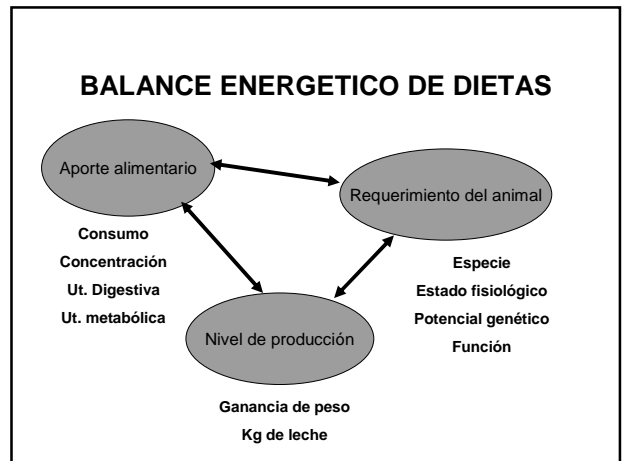 BALANCE ENERGETICO DE DIETAS
Aporte alimentario
Consumo
Concentración
Ut. Digestiva
Ut. metabólica
Requerimiento del animal
Especie
Estado fisiológico
Potencial genético
Función
Nivel de producción
Ganancia de peso
Kg de leche